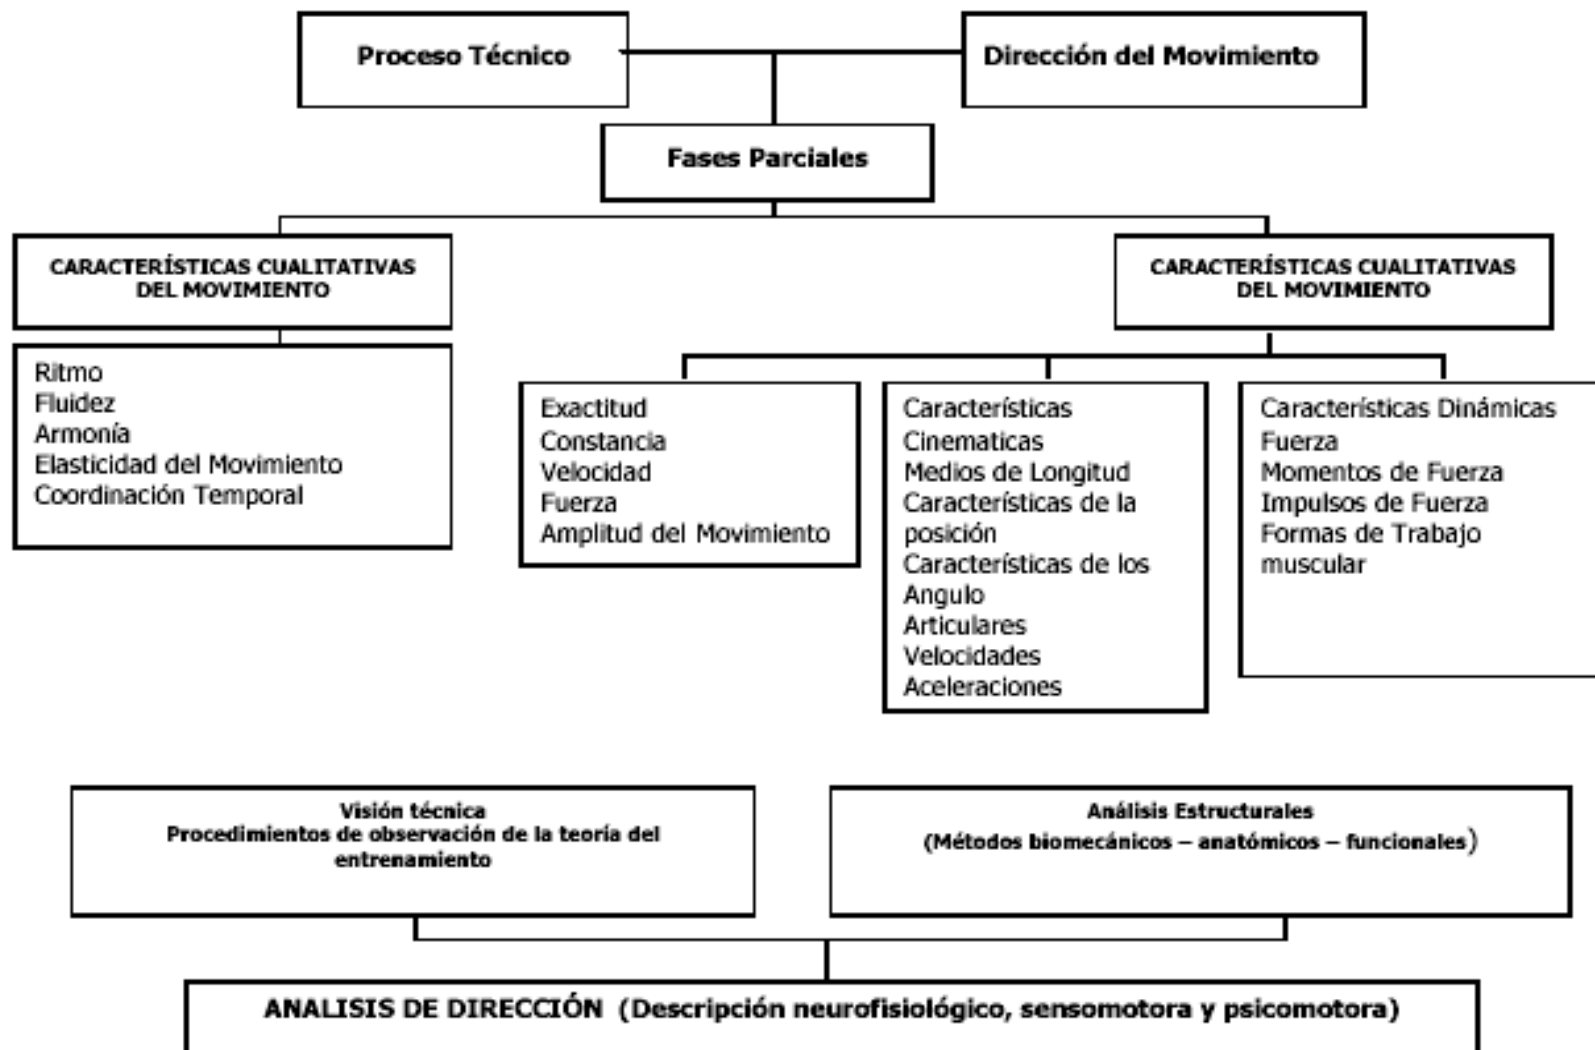 Proceso Técnico
Dirección del Movimiento
Fases Parciales
CARACTERÍSTICAS CUALITATIVAS
DEL MOVIMIENTO
CARACTERÍSTICAS CUALITATIVAS
DEL MOVIMIENTO
Ritmo
Fluidez
Armonía
Elasticidad del Movimiento
Coordinación Temporal
Exactitud
Constancia
Velocidad
Fuerza
Amplitud del Movimiento
Características
Cinematicas
Medios de Longitud
Características de la
posición
Características de los
Angulo
Articulares
Velocidades
Aceleraciones
Características Dinámicas
Fuerza
Momentos de Fuerza
Impulsos de Fuerza
Formas de Trabajo
muscular
Visión técnica
Procedimientos de observación de la teoría del
entrenamiento
Análisis Estructurales
(Métodos biomecánicos – anatómicos – funcionales)
ANALISIS DE DIRECCIÓN (Descripción neurofisiológico, sensomotora y psicomotora)